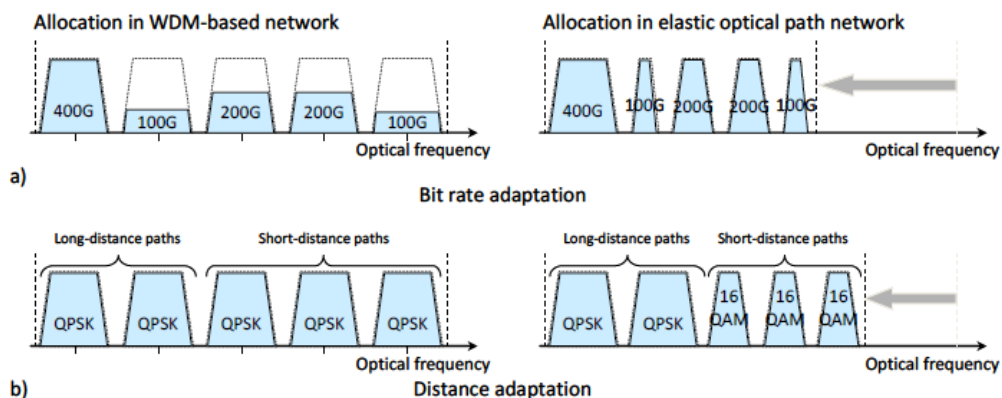 Allocation in WDM-based network
Allocation in elastic optical path network
400G
100G
200G
200G
100G
400G
100G
200G
200G
100G
Optical frequency
Optical frequency
a)
Bit rate adaptation
Long-distance paths
Short-distance paths
Long-distance paths
Short-distance paths
QPSK
QPSK
QPSK
QPSK
QPSK
QPSK
QPSK
16
QAM
16
QAM
16
QAM
Optical frequency
Optical frequency
b)
Distance adaptation